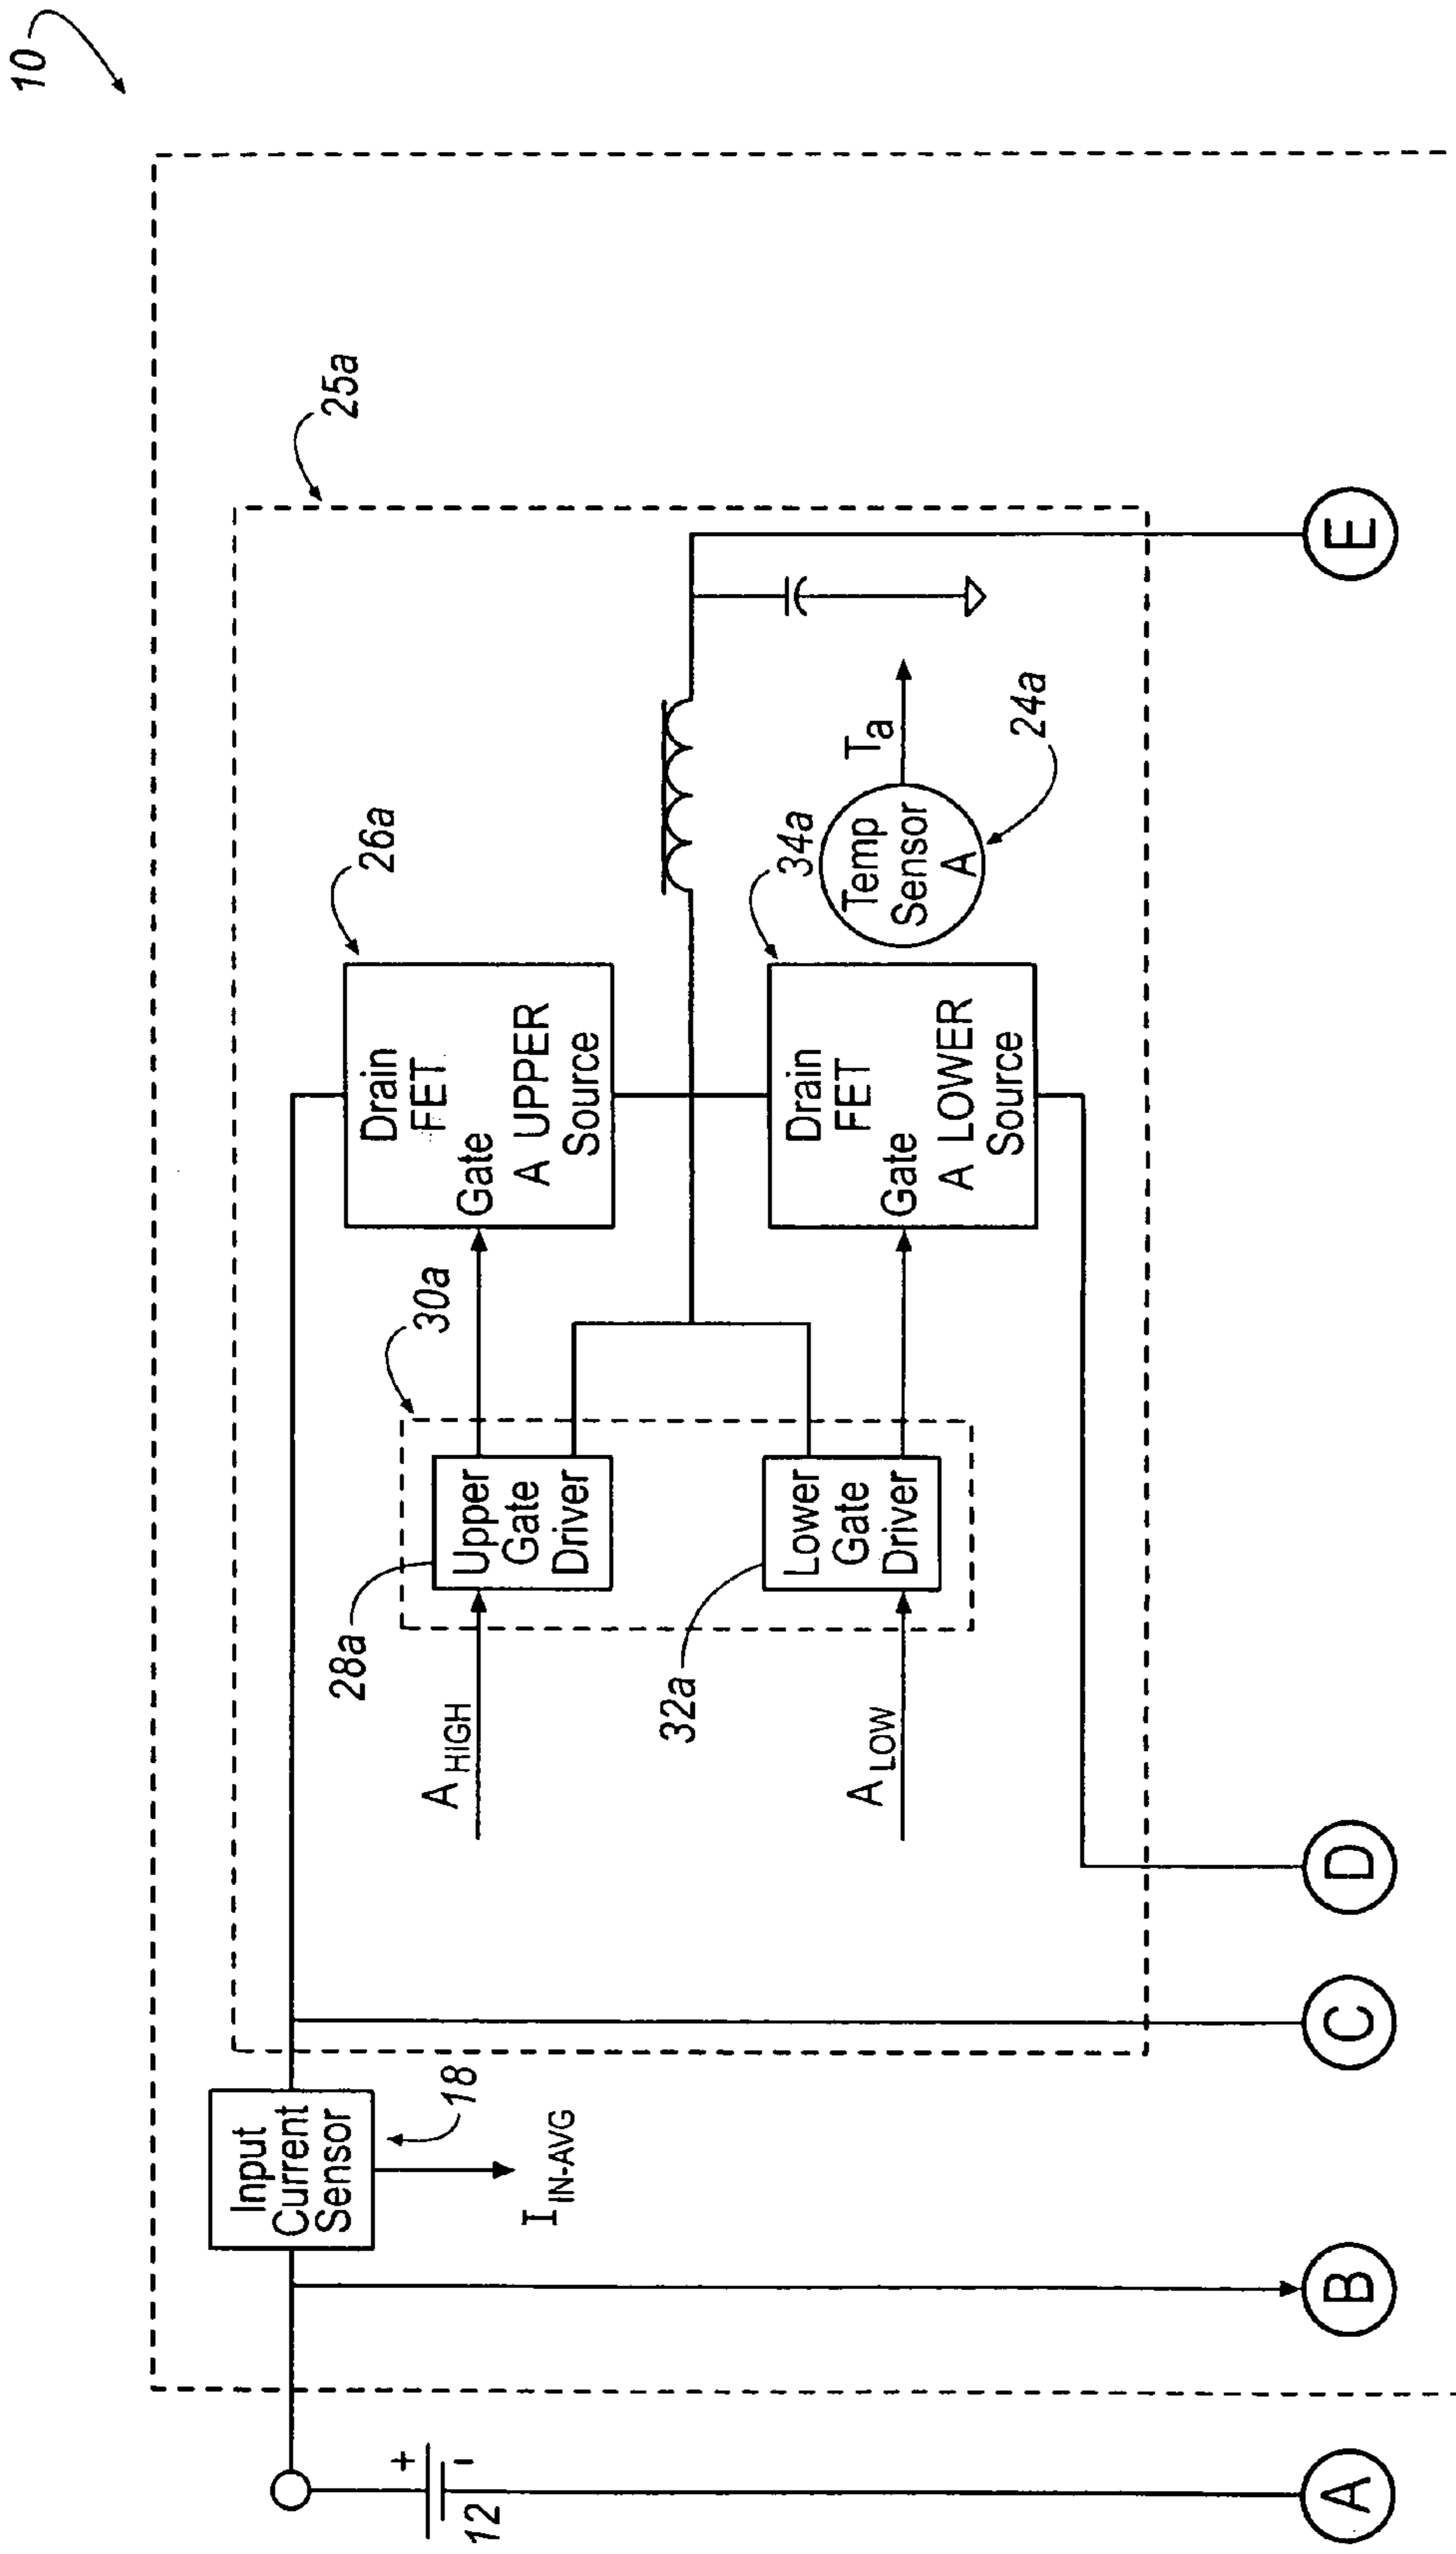 10
25a
26a
Drain
FET
Gate
A UPPER
Source
30a
28a
Upper
Gate
Driver
A HIGH
Input
Current
Sensor
18
I IN-AVG
+
-
12
32a
Lower
Gate
Driver
A LOW
34a
Drain
FET
Gate
A LOWER
Source
Temp
Sensor
A
Ta
24a
A
B
C
D
E